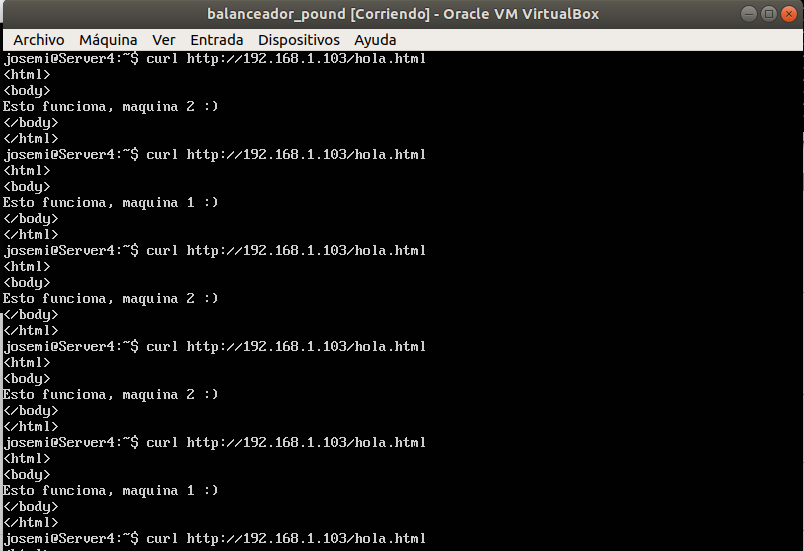 balanceador_pound [Corriendo] - Oracle VM VirtualBox
Archivo Máquina Ver Entrada Dispositivos Ayuda
josemi@Server4:~$ curl http://192.168.1.103/hola.html
<html>
<body>
Esto funciona, maquina 2 :)
</body>
</html>
josemi@Server4:~$ curl http://192.168.1.103/hola.html
<html>
<body>
Esto funciona, maquina 1 :)
</body>
</html>
josemi@Server4:~$ curl http://192.168.1.103/hola.html
<html>
<body>
Esto funciona, maquina 2 :)
</body>
</html>
josemi@Server4:~$ curl http://192.168.1.103/hola.html
<html>
<body>
Esto funciona, maquina 2 :)
</body>
</html>
josemi@Server4:~$ curl http://192.168.1.103/hola.html
<html>
<body>
Esto funciona, maquina 1 :)
</body>
</html>
josemi@Server4:~$ curl http://192.168.1.103/hola.html